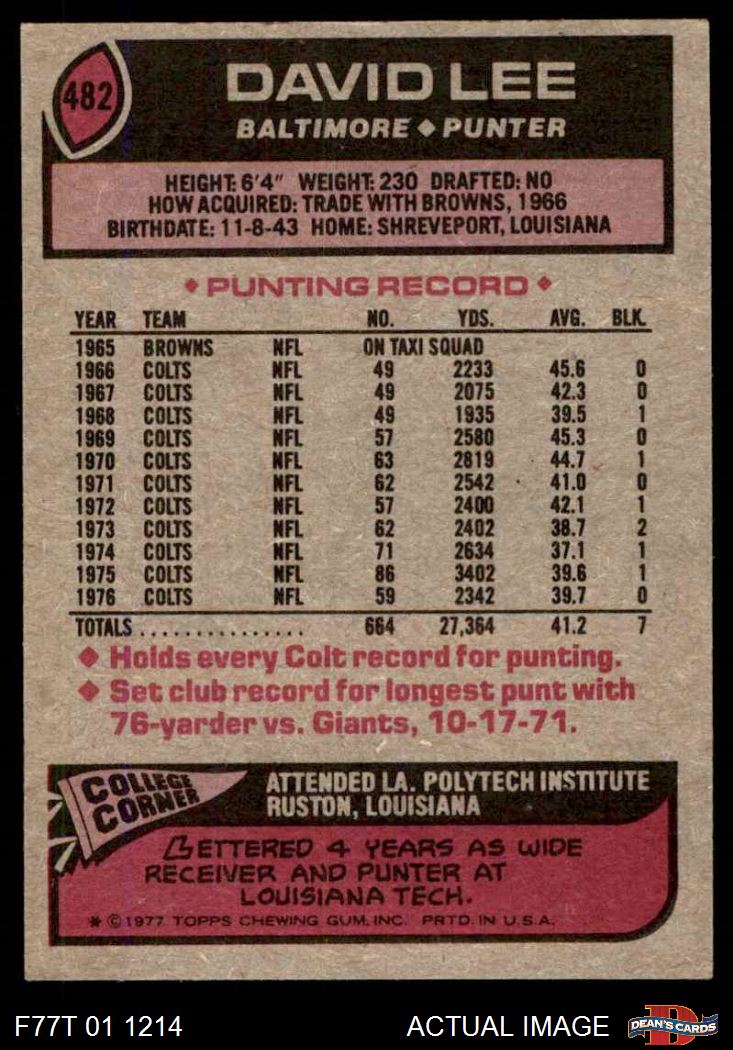 482
DAVID LEE
BALTIMORE ◆ PUNTER
HEIGHT: 6'4" WEIGHT: 230 DRAFTED: NO
HOW ACQUIRED: TRADE WITH BROWNS, 1966
BIRTHDATE: 11-8-43 HOME: SHREVEPORT, LOUISIANA
◆ PUNTING RECORD ◆
YEAR TEAM NO. YDS. AVG. BLK.
1965 BROWNS NFL ON TAXI SQUAD
1966 COLTS NFL 49 2233 45.6 0
1967 COLTS NFL 49 2075 42.3 0
1968 COLTS NFL 49 1935 39.5 1
1969 COLTS NFL 57 2580 45.3 0
1970 COLTS NFL 63 2819 44.7 1
1971 COLTS NFL 62 2542 41.0 0
1972 COLTS NFL 57 2400 42.1 1
1973 COLTS NFL 62 2402 38.7 2
1974 COLTS NFL 71 2634 37.1 1
1975 COLTS NFL 86 3402 39.6 1
1976 COLTS NFL 59 2342 39.7 0
TOTALS ............... 664 27,364 41.2 7
◆ Holds every Colt record for punting.
◆ Set club record for longest punt with
76-yarder vs. Giants, 10-17-71.
COLLEGE
CORNER
ATTENDED LA. POLYTECH INSTITUTE
RUSTON, LOUISIANA
LETTERED 4 YEARS AS WIDE
RECEIVER AND PUNTER AT
LOUISIANA TECH.
* © 1977 TOPPS CHEWING GUM, INC. PRTD. IN U.S.A.
F77T 01 1214 ACTUAL IMAGE
D
DEAN'S CARDS